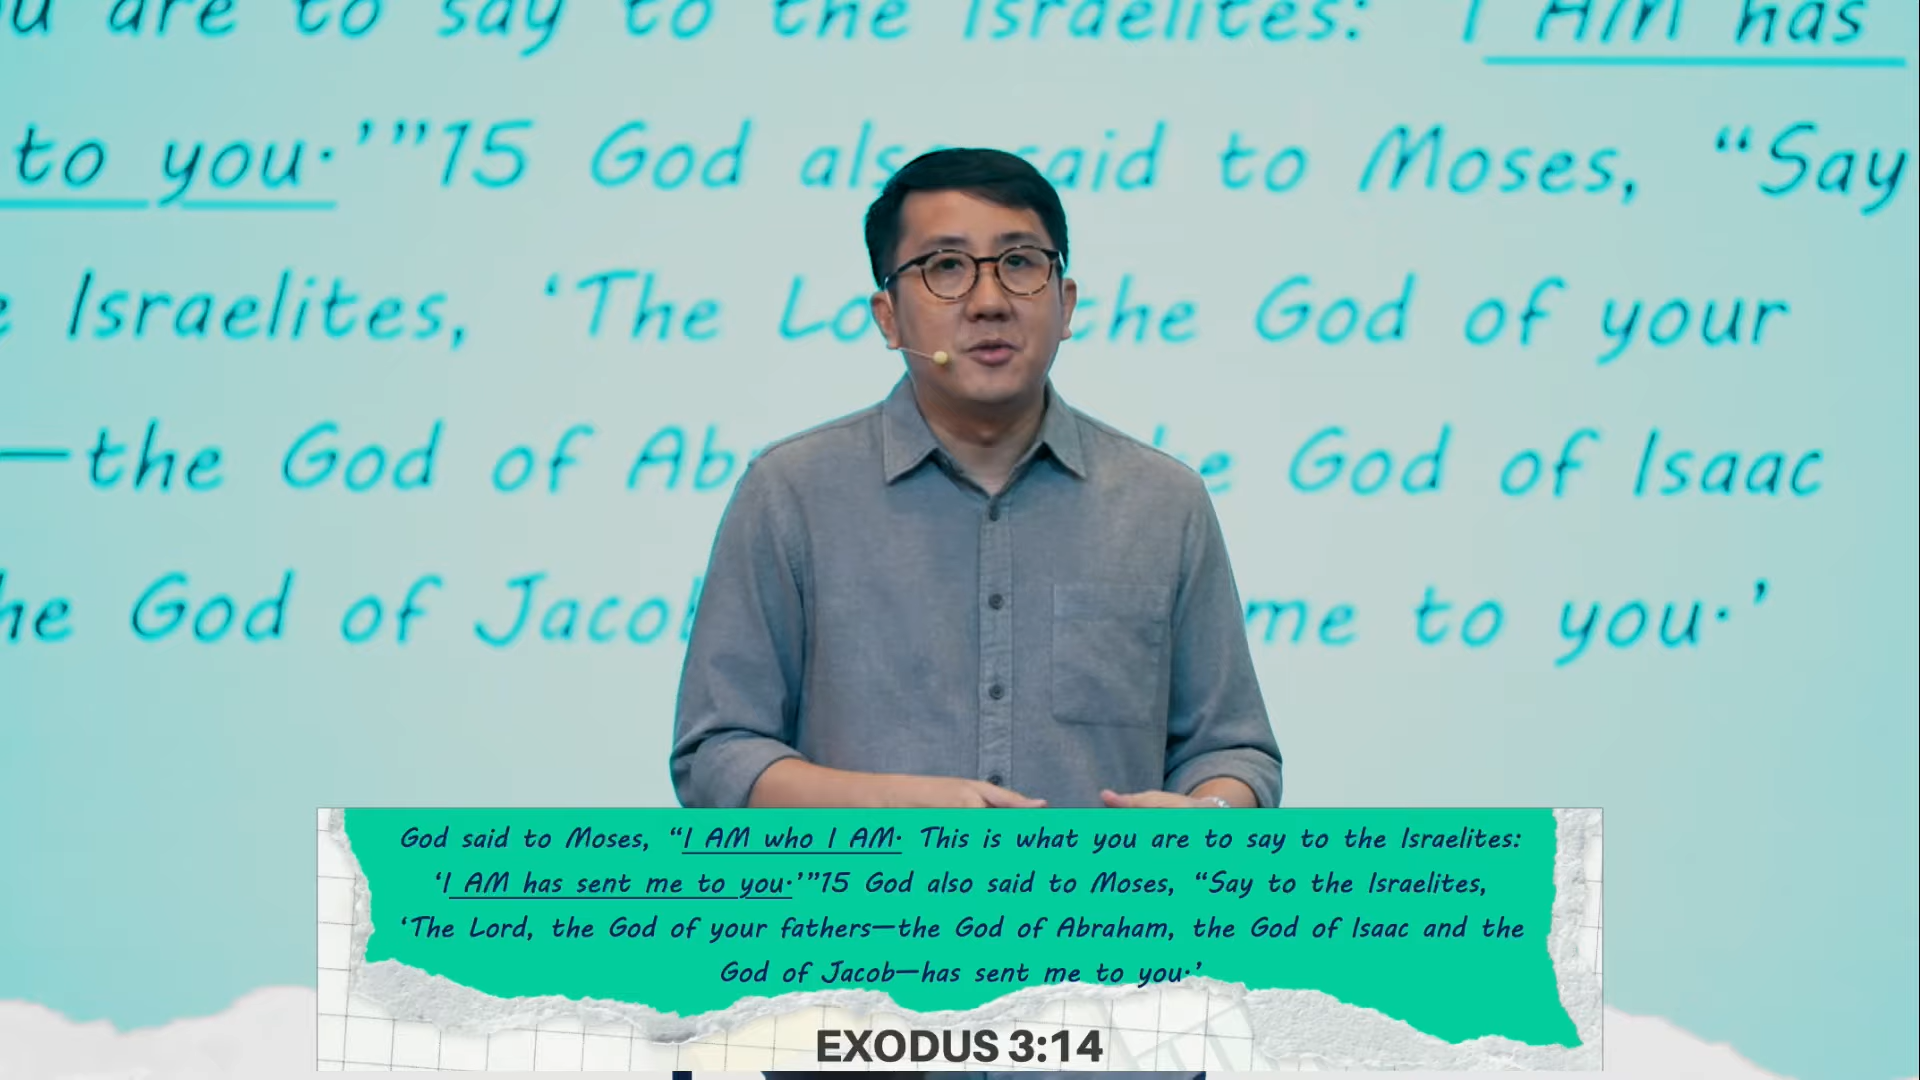 u are to say to the Israelites: 'I AM has
to you.'"15 God also said to Moses, "Say
e Israelites, 'The Lo the God of your
—the God of Ab e God of Isaac
he God of Jacob me to you.'
God said to Moses, "I AM who I AM. This is what you are to say to the Israelites:
'I AM has sent me to you.'"15 God also said to Moses, "Say to the Israelites,
'The Lord, the God of your fathers—the God of Abraham, the God of Isaac and the
God of Jacob—has sent me to you.'
EXODUS 3:14